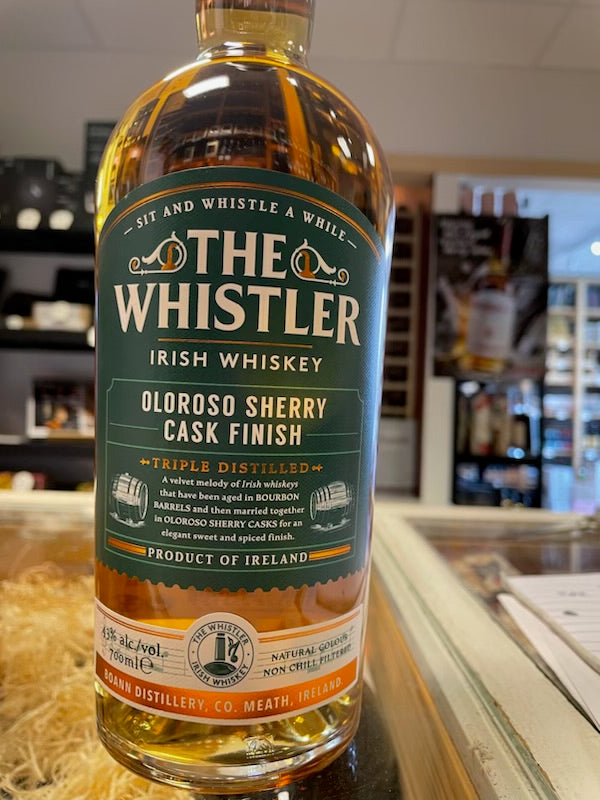 — SIT AND WHISTLE A WHILE —
THE
WHISTLER
IRISH WHISKEY
OLOROSO SHERRY
CASK FINISH
TRIPLE DISTILLED
A velvet melody of Irish whiskeys
that have been aged in BOURBON
BARRELS and then married together
in OLOROSO SHERRY CASKS for an
elegant sweet and spiced finish.
PRODUCT OF IRELAND
43% alc/vol.
700ml℮
THE WHISTLER
IRISH WHISKEY
NATURAL COLOUR
NON CHILL FILTERED
BOANN DISTILLERY, CO. MEATH, IRELAND.